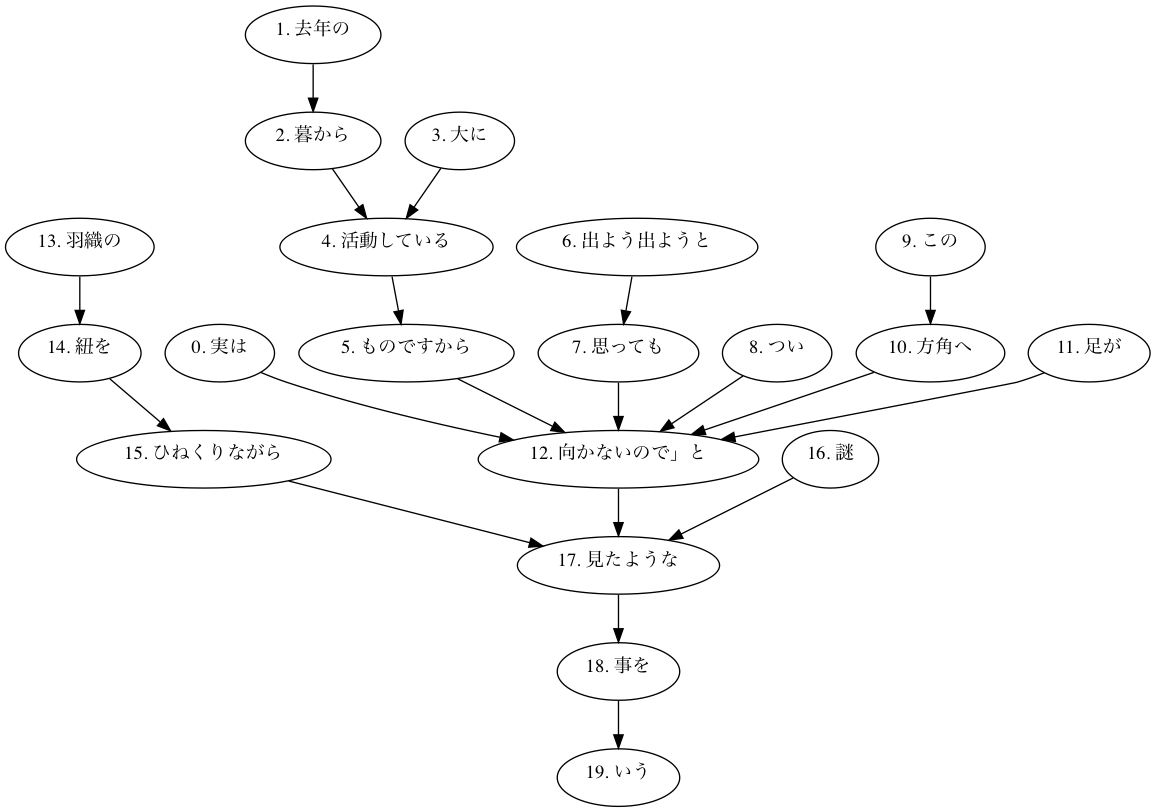 1. 去年の
2. 暮から
3. 大に
13. 羽織の
4. 活動している
6. 出よう出ようと
9. この
14. 紐を
0. 実は
5. ものですから
7. 思っても
8. つい
10. 方角へ
11. 足が
15. ひねくりながら
12. 向かないので」と
16. 謎
17. 見たような
18. 事を
19. いう